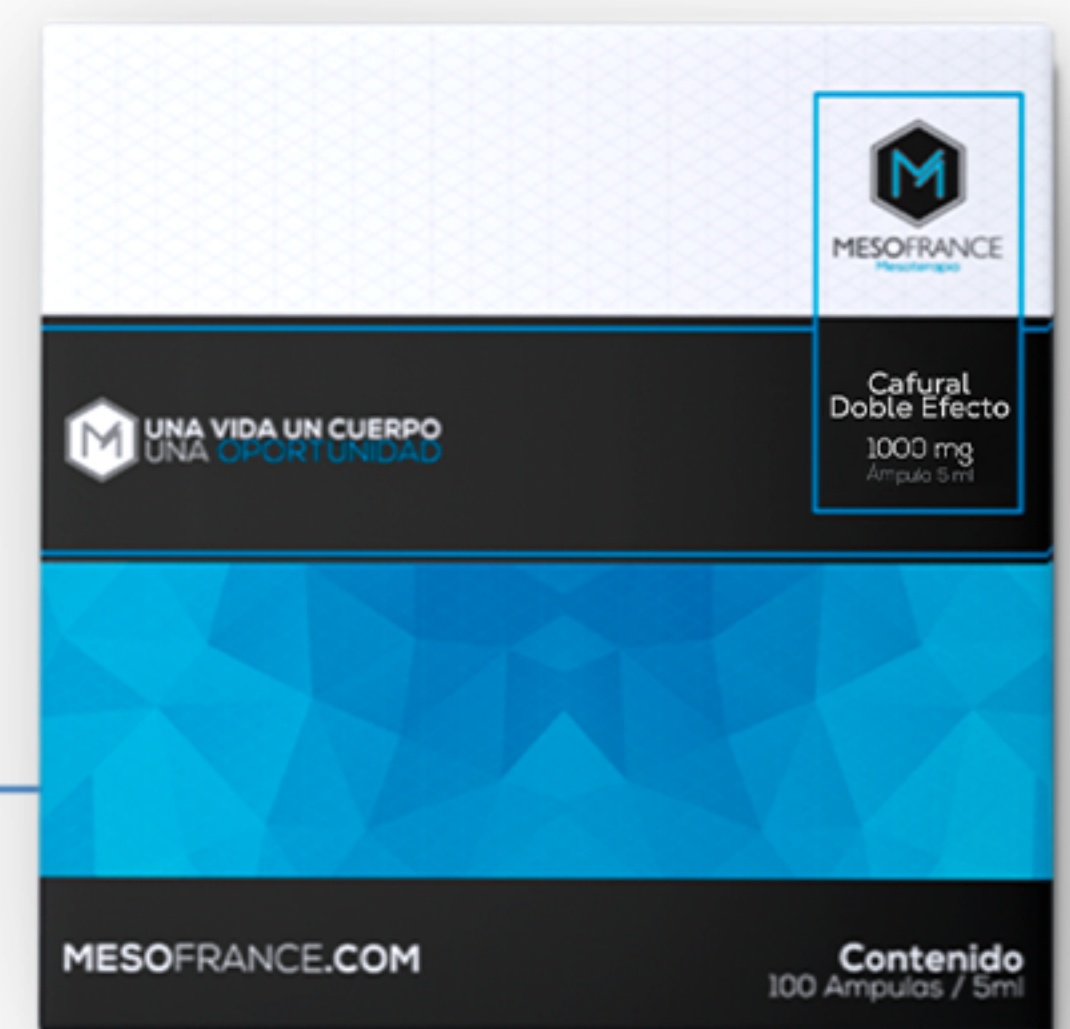 MESOFRANCE
Mesoterapia
Cafural
Doble Efecto
1000 mg
Ámpula 5 ml
UNA VIDA UN CUERPO
UNA OPORTUNIDAD
MESOFRANCE.COM
Contenido
100 Ampulas / 5ml